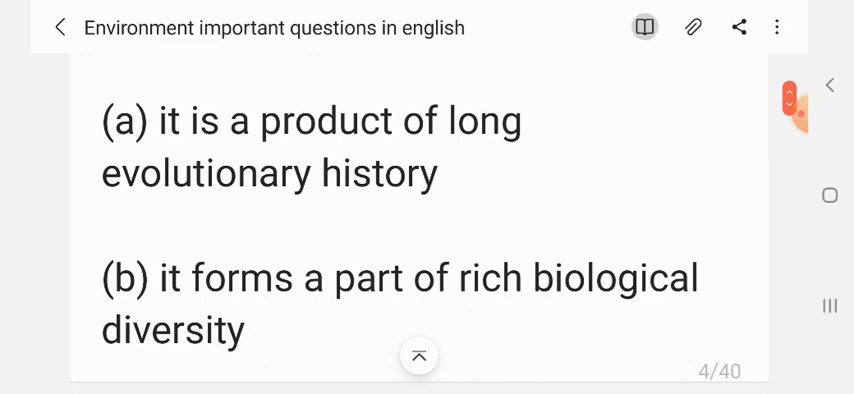 Environment important questions in english
(a) it is a product of long
evolutionary history
(b) it forms a part of rich biological
diversity
4/40